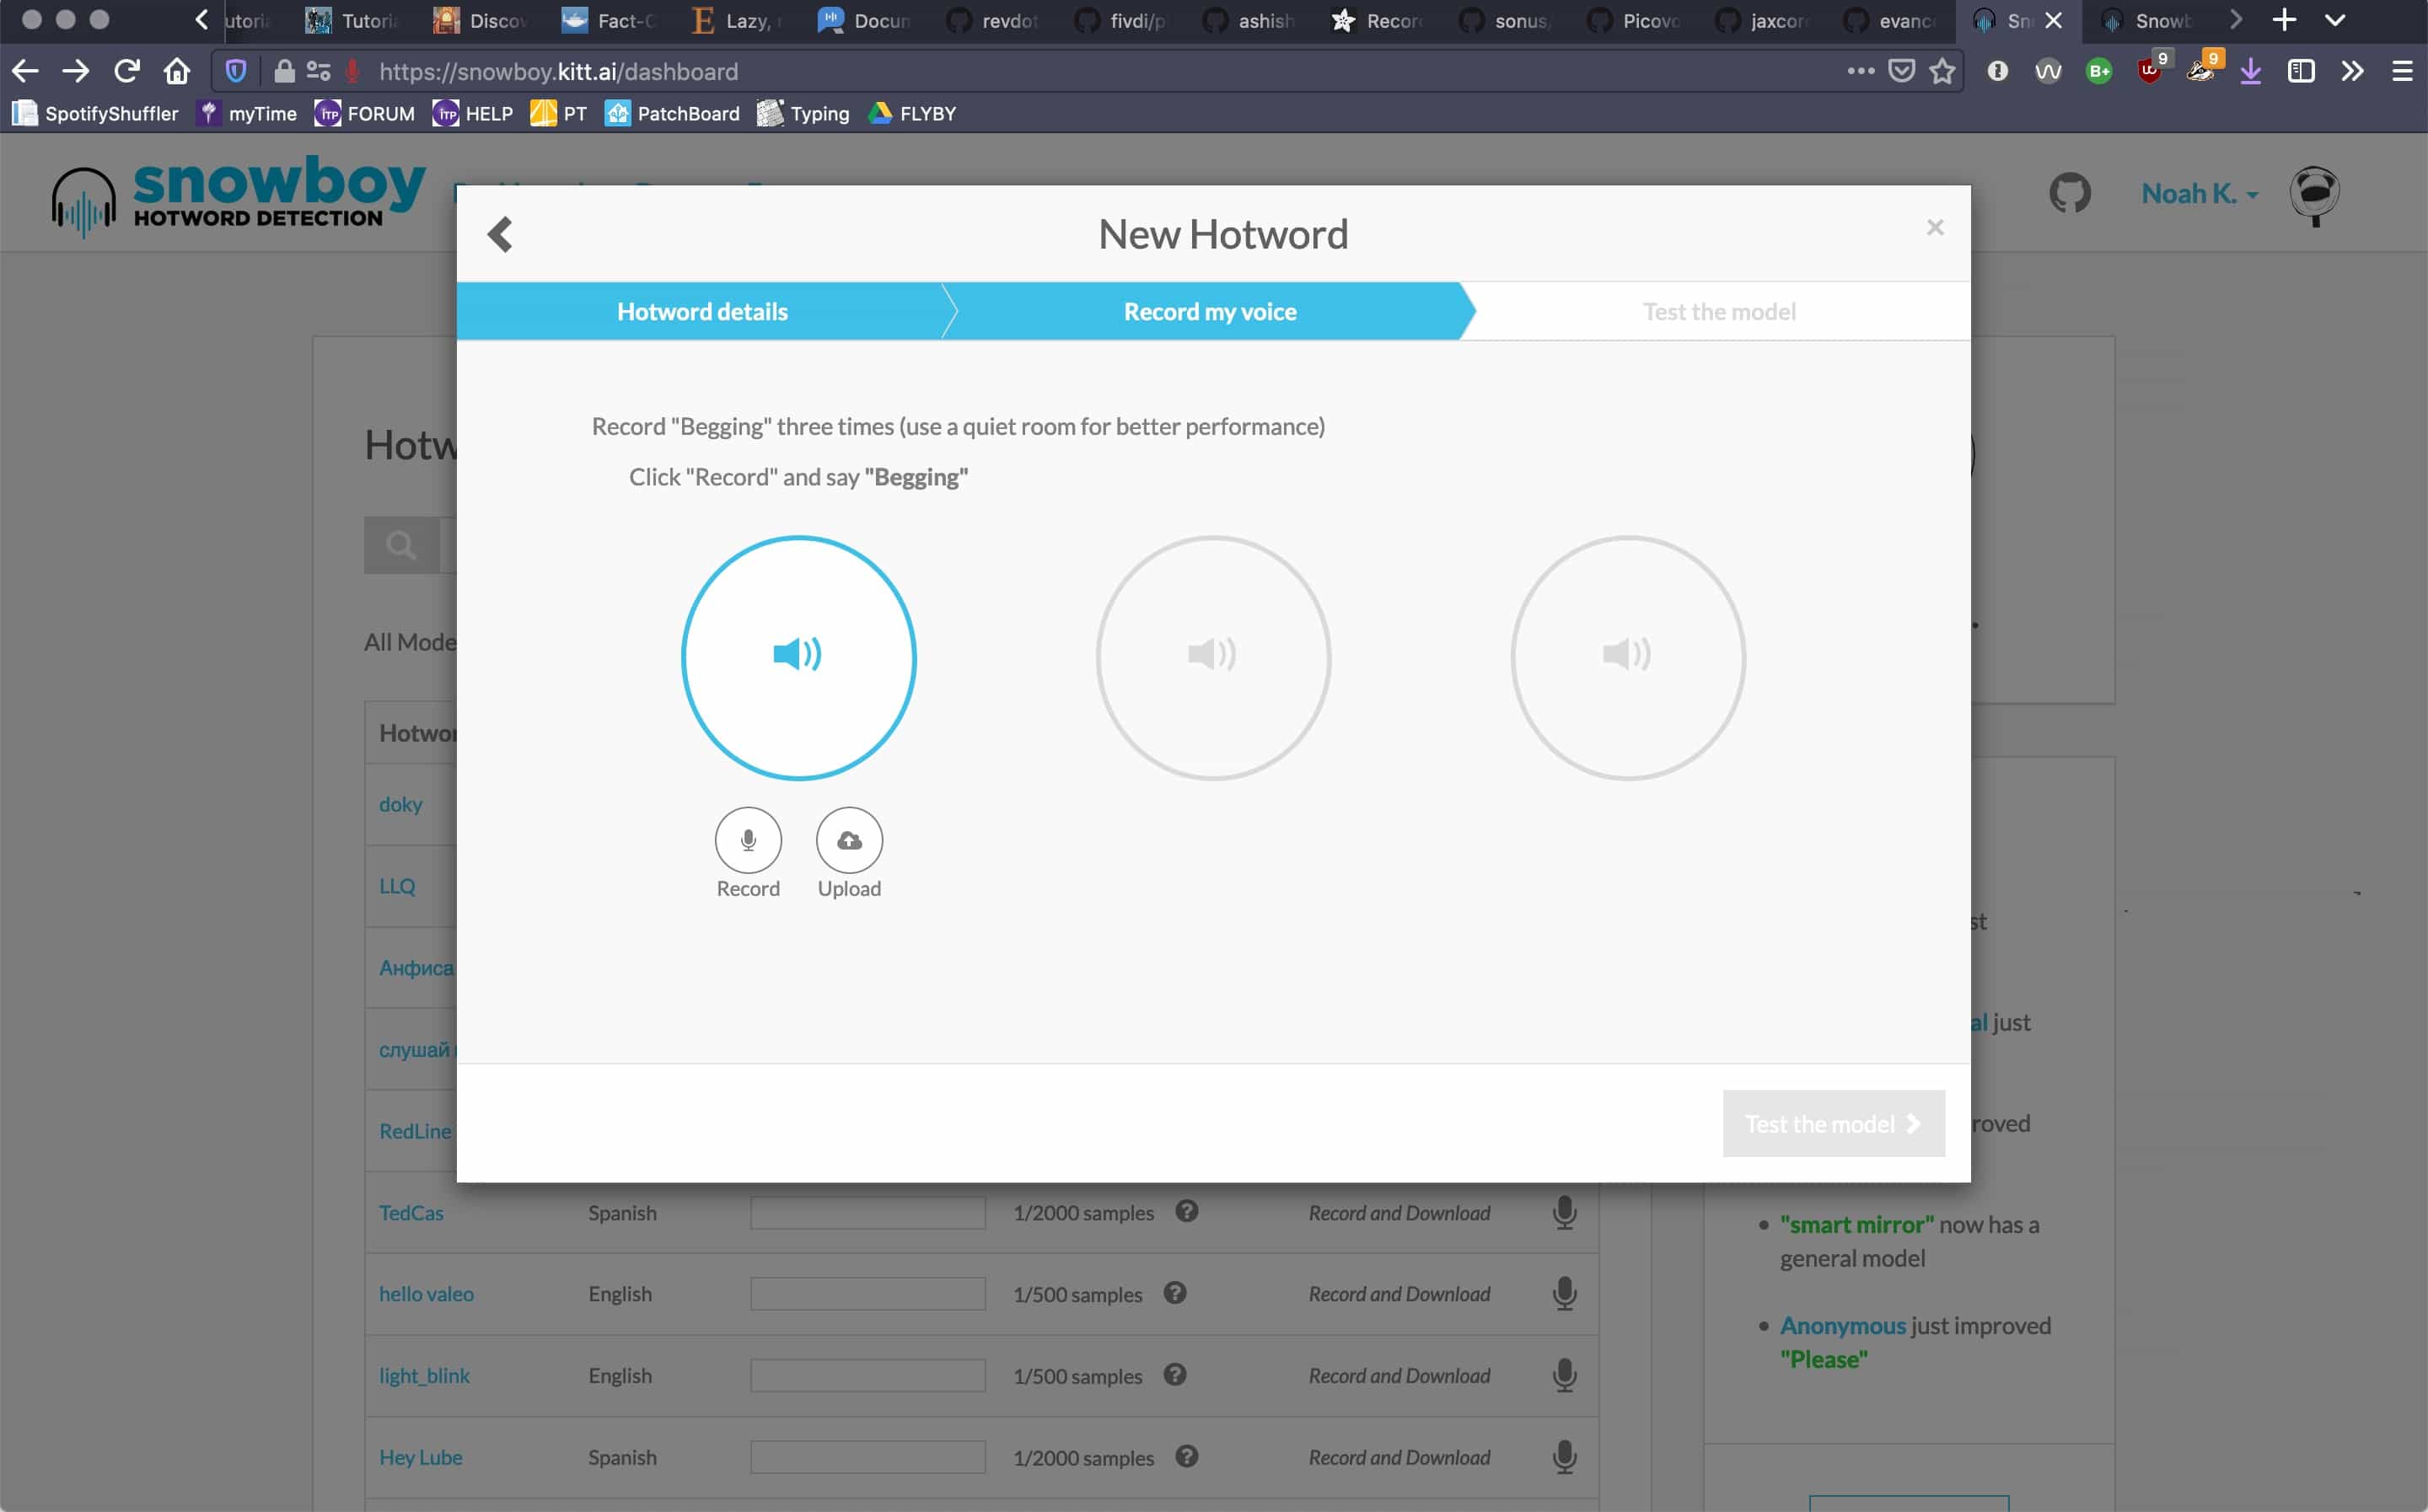 utoria Tutoria Discov Fact-C Lazy, Docum revdot fivdi/p ashish Recor sonus, Picovo jaxcor evanc Sn Snowb
https://snowboy.kitt.ai/dashboard 9 9
SpotifyShuffler myTime FORUM HELP PT PatchBoard Typing FLYBY
snowboy
HOTWORD DETECTION
Noah K.
New Hotword
Hotword details Record my voice Test the model
Record "Begging" three times (use a quiet room for better performance)
Click "Record" and say "Begging"
Hotw
All Mode
Hotwor
doky
LLQ
Record Upload
st
Анфиса
слушай
al just
RedLine
Test the model
roved
TedCas Spanish 1/2000 samples Record and Download
"smart mirror" now has a
general model
hello valeo English 1/500 samples Record and Download
Anonymous just improved
"Please"
light_blink English 1/500 samples Record and Download
Hey Lube Spanish 1/2000 samples Record and Download